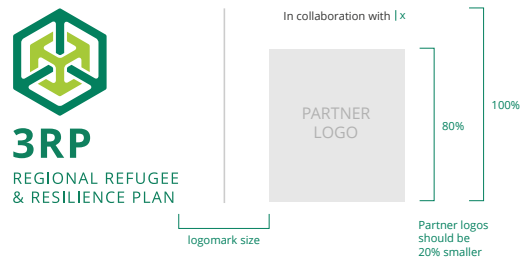 3RP
REGIONAL REFUGEE
& RESILIENCE PLAN
In collaboration with
x
PARTNER
LOGO
80%
100%
logomark size
Partner logos
should be
20% smaller